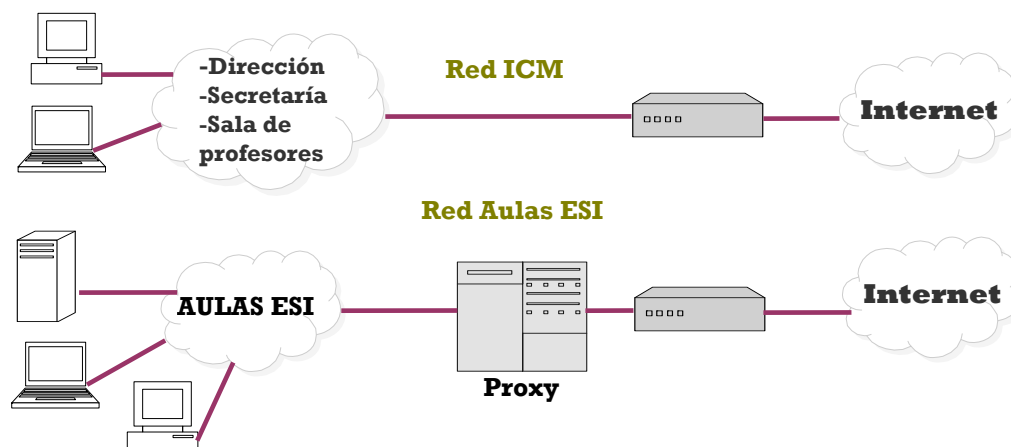 Red ICM
-Dirección
-Secretaría
-Sala de
profesores
Internet
Red Aulas ESI
AULAS ESI
Proxy
Internet